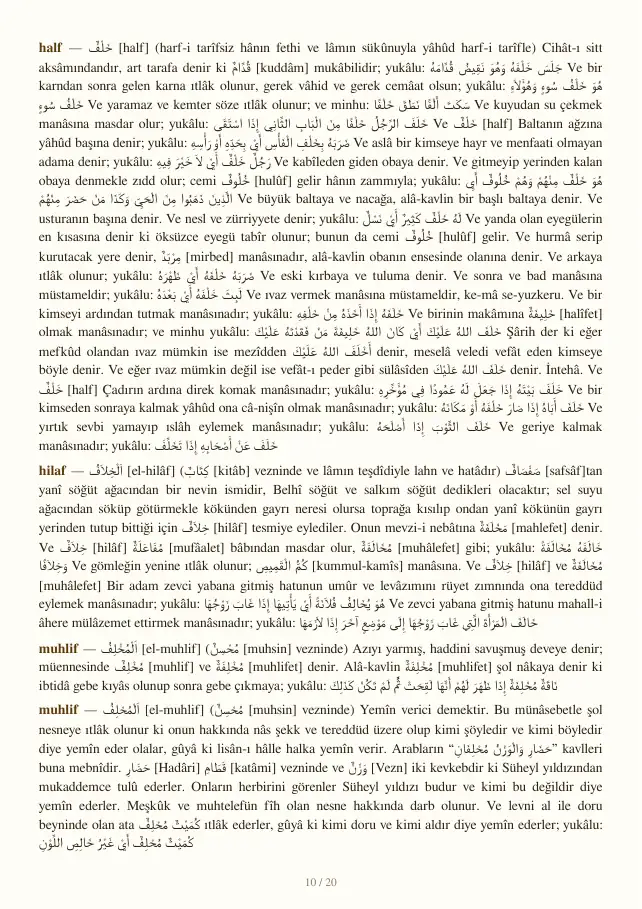 half — خَلْفٌ [half] (harf-i tarîfsiz hânın fethi ve lâmın sükûnuyla yâhûd harf-i tarîfle) Cihât-ı sitt
aksâmındandır, art tarafa denir ki قُدَّامٌ [kuddâm] mukâbilidir; yukâlu: جَلَسَ خَلْفَهُ وَهُوَ نَقِيضُ قُدَّامَهُ Ve bir
karndan sonra gelen karna ıtlâk olunur, gerek vâhid ve gerek cemâat olsun; yukâlu: هُوَ خَلْفُ سُوءٍ وَهَؤُلاَءِ
خَلْفُ سُوءٍ Ve yaramaz ve kemter söze ıtlâk olunur; ve minhu: سَكَتَ أَلْفًا نَطَقَ خَلْفًا Ve kuyudan su çekmek
manâsına masdar olur; yukâlu: خَلَفَ الرَّجُلُ خَلْفًا مِنَ الْبَابِ الثَّانِي إِذَا اسْتَقَى Ve خَلْفٌ [half] Baltanın ağzına
yâhûd başına denir; yukâlu: ضَرَبَهُ بِخَلْفِ الْفَأْسِ أَيْ بِحَدِّهِ أَوْ رَأْسِهِ Ve aslâ bir kimseye hayr ve menfaati olmayan
adama denir; yukâlu: رَجُلٌ خَلْفٌ أَيْ لاَ خَيْرَ فِيهِ Ve kabîleden giden obaya denir. Ve gitmeyip yerinden kalan
obaya denmekle zıdd olur; cemi خُلُوفٌ [hulûf] gelir hânın zammıyla; yukâlu: هُوَ خَلْفٌ مِنْهُمْ وَهُمْ خُلُوفٌ أَيِ
الَّذِينَ ذَهَبُوا مِنَ الْحَيِّ وَكَذَا مَنْ حَضَرَ مِنْهُمْ Ve büyük baltaya ve nacağa, alâ-kavlin bir başlı baltaya denir. Ve
usturanın başına denir. Ve nesl ve zürriyyete denir; yukâlu: لَهُ خَلْفٌ كَثِيرٌ أَيْ نَسْلٌ Ve yanda olan eyegülerin
en kısasına denir ki öksüzce eyegü tabîr olunur; bunun da cemi خُلُوفٌ [hulûf] gelir. Ve hurmâ serip
kurutacak yere denir, مِرْبَدٌ [mirbed] manâsınadır, alâ-kavlin obanın ensesinde olanına denir. Ve arkaya
ıtlâk olunur; yukâlu: ضَرَبَهُ خَلْفَهُ أَيْ ظَهْرَهُ Ve eski kırbaya ve tuluma denir. Ve sonra ve bad manâsına
müstameldir; yukâlu: لَبِثَ خَلْفَهُ أَيْ بَعْدَهُ Ve ıvaz vermek manâsına müstameldir, ke-mâ se-yuzkeru. Ve bir
kimseyi ardından tutmak manâsınadır; yukâlu: خَلَفَهُ إِذَا أَخَذَهُ مِنْ خَلْفِهِ Ve birinin makâmına خَلِيفَةٌ [halîfet]
olmak manâsınadır; ve minhu yukâlu: خَلَفَ اللهُ عَلَيْكَ أَيْ كَانَ اللهُ خَلِيفَةَ مَنْ فَقَدْتَهُ عَلَيْكَ Şârih der ki eğer
mefkûd olandan ıvaz mümkin ise mezîdden أَخْلَفَ اللهُ عَلَيْكَ denir, meselâ veledi vefât eden kimseye
böyle denir. Ve eğer ıvaz mümkin değil ise vefât-ı peder gibi sülâsîden خَلَفَ اللهُ عَلَيْكَ denir. İntehâ. Ve
خَلْفٌ [half] Çadırın ardına direk komak manâsınadır; yukâlu: خَلَفَ بَيْتَهُ إِذَا جَعَلَ لَهُ عَمُودًا فِي مُؤَخَّرِهِ Ve bir
kimseden sonraya kalmak yâhûd ona câ-nişîn olmak manâsınadır; yukâlu: خَلَفَ أَبَاهُ إِذَا صَارَ خَلْفَهُ أَوْ مَكَانَهُ Ve
yırtık sevbi yamayıp ıslâh eylemek manâsınadır; yukâlu: خَلَفَ الثَّوْبَ إِذَا أَصْلَحَهُ Ve geriye kalmak
manâsınadır; yukâlu: خَلَفَ عَنْ أَصْحَابِهِ إِذَا تَخَلَّفَ
hilaf — اَلْخِلاَفُ [el-hilâf] (كِتَابٌ [kitâb] vezninde ve lâmın teşdîdiyle lahn ve hatâdır) صَفْصَافٌ [safsâf]tan
yanî söğüt ağacından bir nevin ismidir, Belhî söğüt ve salkım söğüt dedikleri olacaktır; sel suyu
ağacından söküp götürmekle kökünden gayrı neresi olursa toprağa kısılıp ondan yanî kökünün gayrı
yerinden tutup bittiği için خِلاَفٌ [hilâf] tesmiye eylediler. Onun mevzi-i nebâtına مَخْلَفَةٌ [mahlefet] denir.
Ve خِلاَفٌ [hilâf] مُفَاعَلَةٌ [mufâalet] bâbından masdar olur, مُخَالَفَةٌ [muhâlefet] gibi; yukâlu: خَالَفَهُ مُخَالَفَةً
وَخِلاَفًا Ve gömleğin yenine ıtlâk olunur; كُمُّ الْقَمِيصِ [kummul-kamîs] manâsına. Ve خِلاَفٌ [hilâf] ve مُخَالَفَةٌ
[muhâlefet] Bir adam zevci yabana gitmiş hatunun umûr ve levâzımını rüyet zımnında ona tereddüd
eylemek manâsınadır; yukâlu: هُوَ يُخَالِفُ فُلاَنَةً أَيْ يَأْتِيهَا إِذَا غَابَ زَوْجُهَا Ve zevci yabana gitmiş hatunu mahall-i
âhere mülâzemet ettirmek manâsınadır; yukâlu: خَالَفَ الْمَرْأَةَ الَّتِي غَابَ زَوْجُهَا إِلَى مَوْضِعٍ آخَرَ إِذَا لاَزَمَهَا
muhlif — اَلْمُخْلِفُ [el-muhlif] (مُحْسِنٌ [muhsin] vezninde) Azıyı yarmış, haddini savuşmuş deveye denir;
müennesinde مُخْلِفٌ [muhlif] ve مُخْلِفَةٌ [muhlifet] denir. Alâ-kavlin مُخْلِفَةٌ [muhlifet] şol nâkaya denir ki
ibtidâ gebe kıyâs olunup sonra gebe çıkmaya; yukâlu: نَاقَةٌ مُخْلِفَةٌ إِذَا ظَهَرَ لَهُمْ أَنَّهَا لَقِحَتْ ثُمَّ لَمْ تَكُنْ كَذَلِكَ
muhlif — اَلْمُحْلِفُ [el-muhlif] (مُحْسِنٌ [muhsin] vezninde) Yemîn verici demektir. Bu münâsebetle şol
nesneye ıtlâk olunur ki onun hakkında nâs şekk ve tereddüd üzere olup kimi şöyledir ve kimi böyledir
diye yemîn eder olalar, gûyâ ki lisân-ı hâlle halka yemîn verir. Arabların “حَضَارِ وَالْوَزْنُ مُحْلِفَانِ” kavlleri
buna mebnîdir. حَضَارِ [Hadâri] قَطَامِ [katâmi] vezninde ve وَزْنٌ [Vezn] iki kevkebdir ki Süheyl yıldızından
mukaddemce tulû ederler. Onların herbirini görenler Süheyl yıldızı budur ve kimi bu değildir diye
yemîn ederler. Meşkûk ve muhtelefün fîh olan nesne hakkında darb olunur. Ve levni al ile doru
beyninde olan ata كُمَيْتٌ مُحْلِفٌ ıtlâk ederler, gûyâ ki kimi doru ve kimi aldır diye yemîn ederler; yukâlu:
كُمَيْتٌ مُحْلِفٌ أَيْ غَيْرُ خَالِصِ اللَّوْنِ
10 / 20